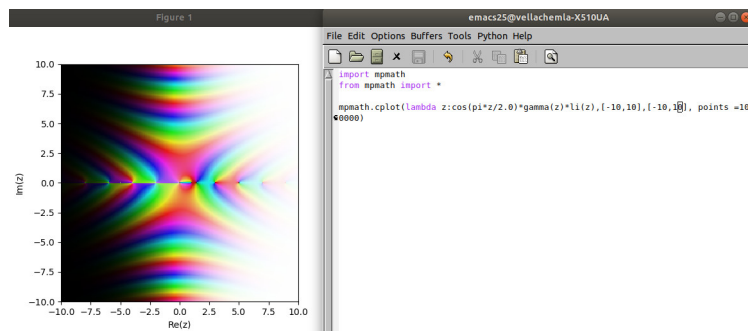 Figure 1
emacs25@vellachemla-X510UA
File Edit Options Buffers Tools Python Help
import mpmath
from mpmath import *
mpmath.cplot(lambda z:cos(pi*z/2.0)*gamma(z)*li(z),[-10,10],[-10,10], points =10
0000)
10.0
7.5
5.0
2.5
0.0
−2.5
−5.0
−7.5
−10.0
Im(z)
−10.0 −7.5 −5.0 −2.5 0.0 2.5 5.0 7.5 10.0
Re(z)